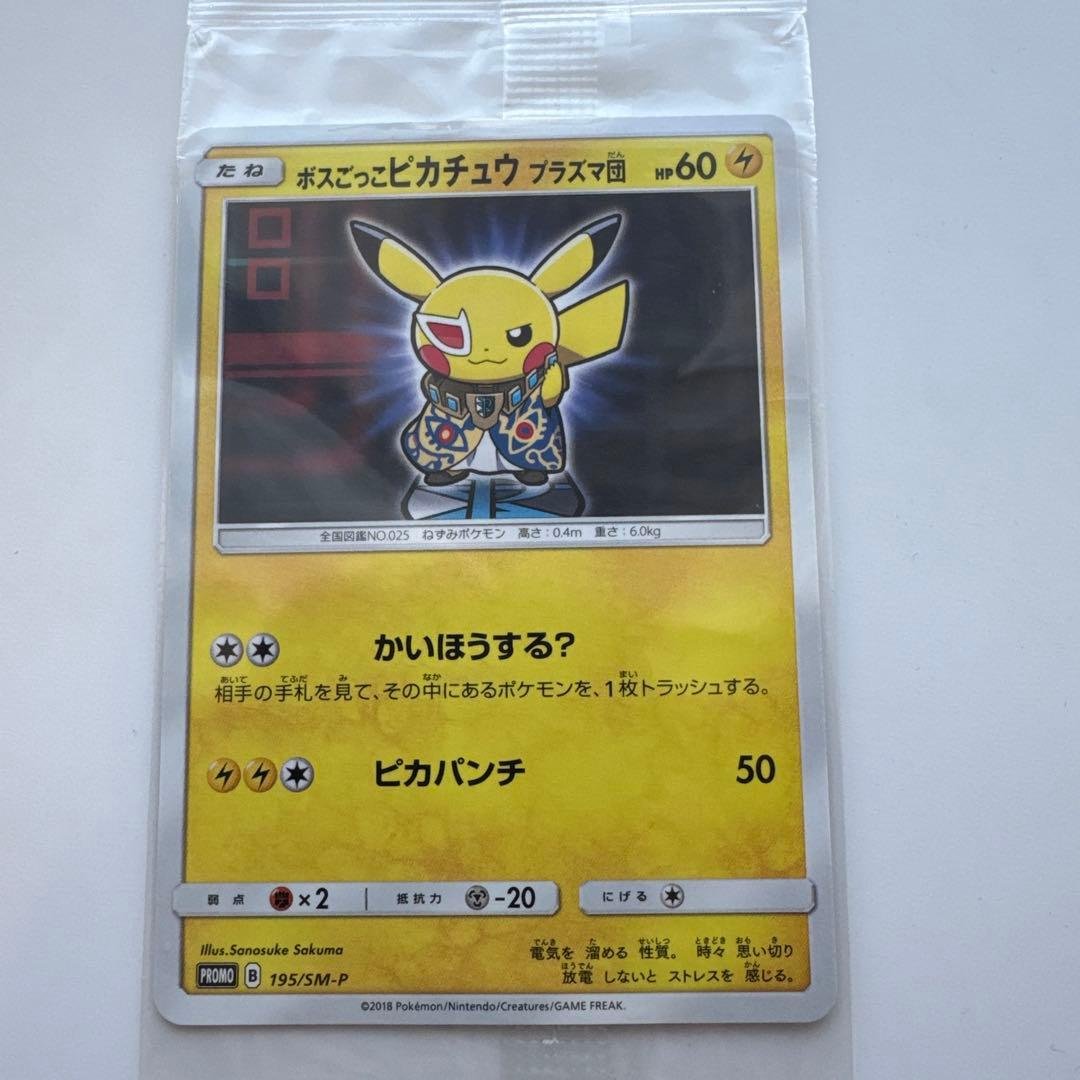 たね ボスごっこピカチュウ プラズマ団 HP60
全国図鑑NO.025 ねずみポケモン 高さ:0.4m 重さ:6.0kg
かいほうする?
相手の手札を見て、その中にあるポケモンを、1枚トラッシュする。
ピカパンチ 50
弱点 ×2 抵抗力 -20 にげる
Illus.Sanosuke Sakuma
電気を 溜める 性質。 時々 思い切り
放電 しないと ストレスを 感じる。
PROMO B 195/SM-P
©2018 Pokémon/Nintendo/Creatures/GAME FREAK.